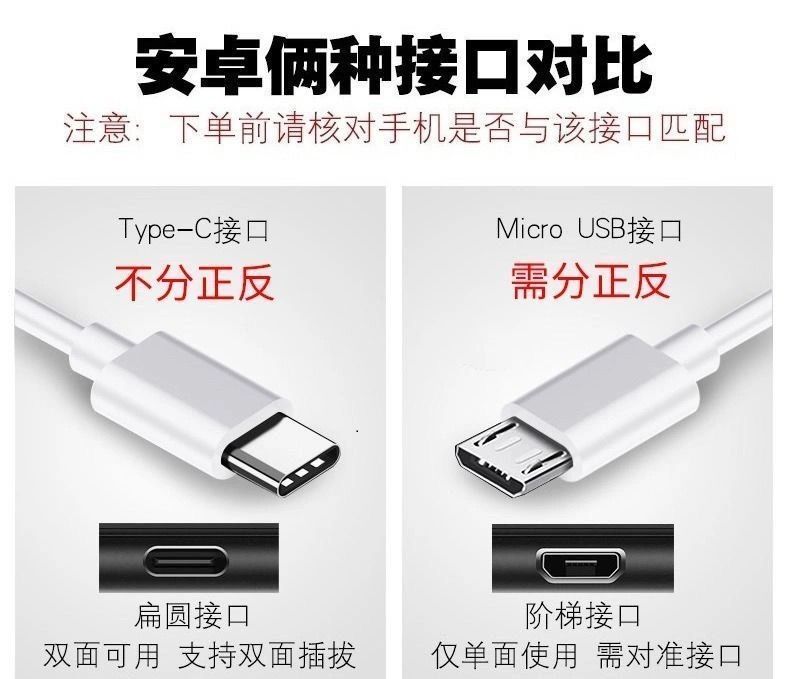 安卓俩种接口对比
注意: 下单前请核对手机是否与该接口匹配
Type-C接口
不分正反
扁圆接口
双面可用 支持双面插拔
Micro USB接口
需分正反
阶梯接口
仅单面使用 需对准接口